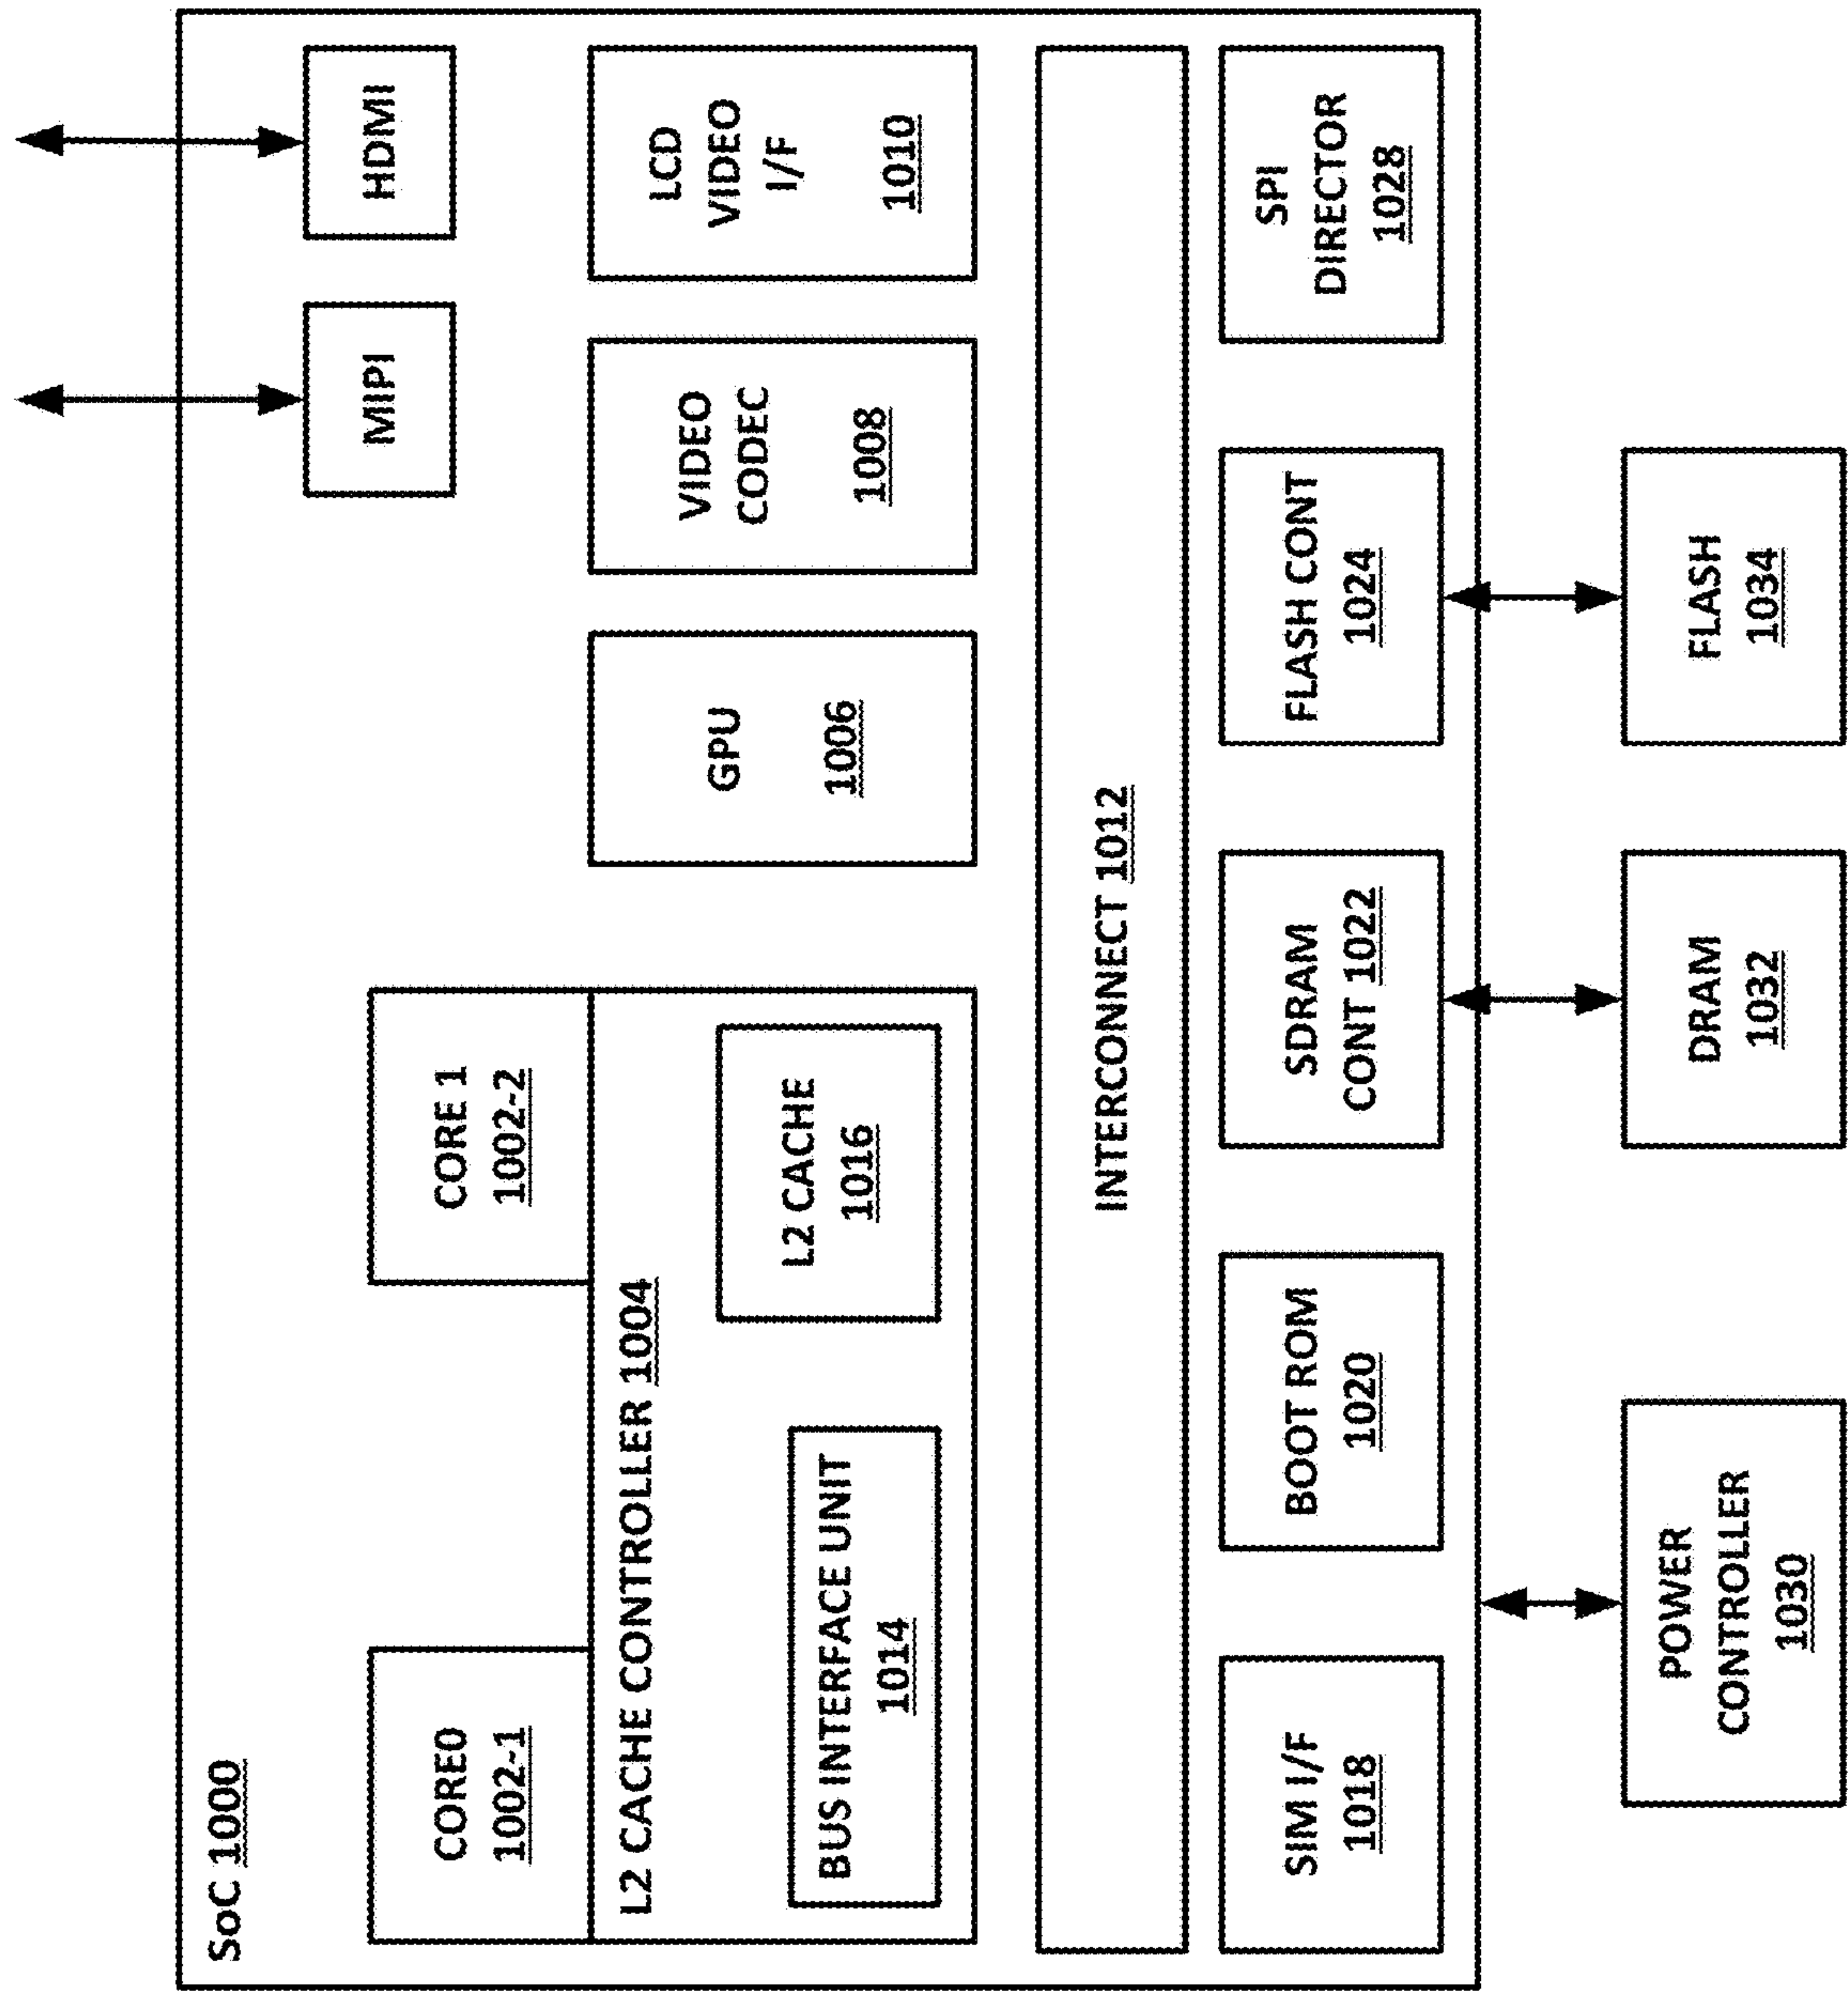 SoC 1000
MIPI
HDMI
CORE0
1002-1
CORE 1
1002-2
L2 CACHE CONTROLLER 1004
BUS INTERFACE UNIT
1014
L2 CACHE
1016
GPU
1006
VIDEO
CODEC
1008
LCD
VIDEO
I/F
1010
INTERCONNECT 1012
SIM I/F
1018
BOOT ROM
1020
SDRAM
CONT 1022
FLASH CONT
1024
SPI
DIRECTOR
1028
POWER
CONTROLLER
1030
DRAM
1032
FLASH
1034